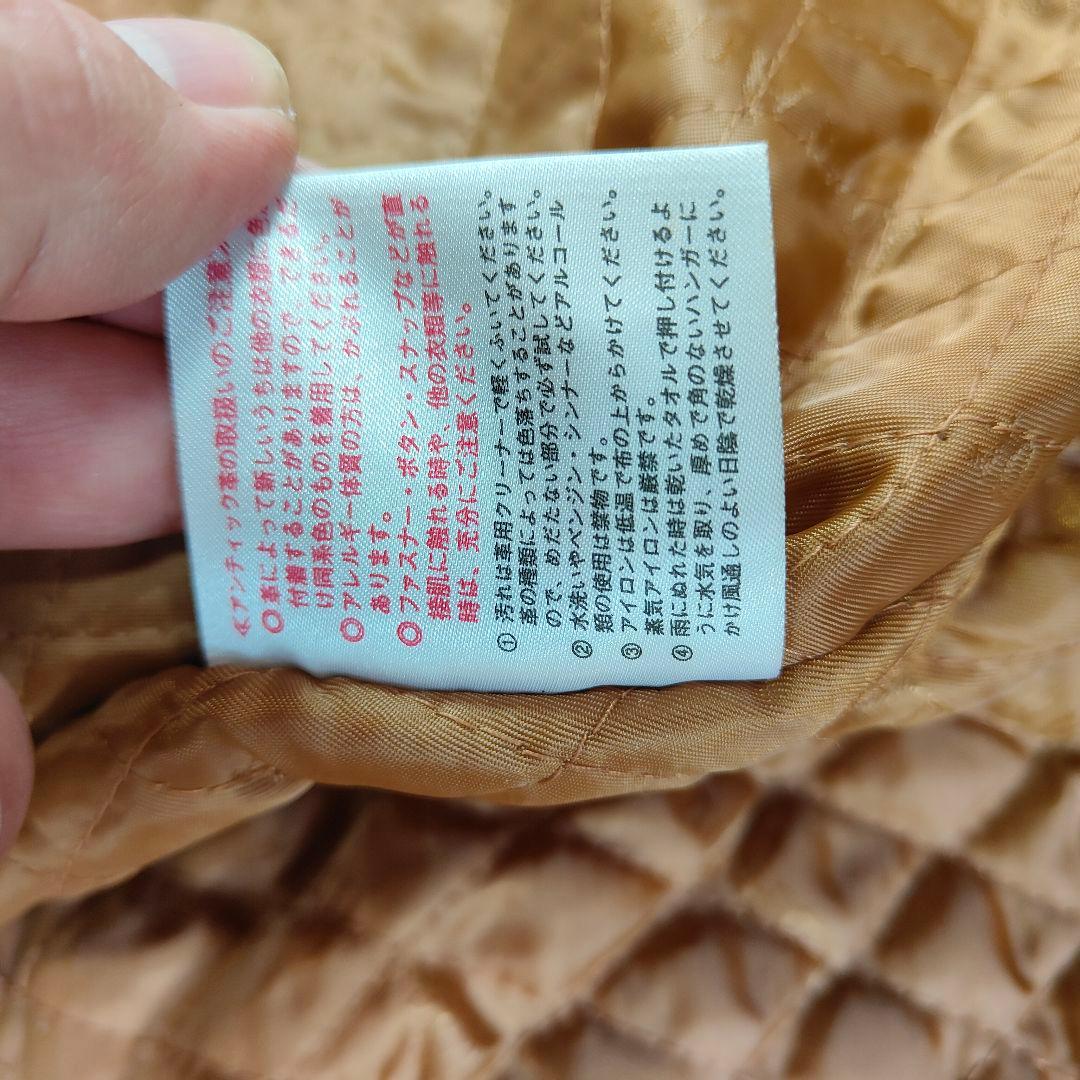 ≪アンティック革の取扱いのご注意
○革によって新しいうちは他の衣類に色
付着することがありますので、できるだ
け同系色のものを着用してください。
○アレルギー体質の方は、かぶれることが
あります。
○ファスナー・ボタン・スナップなどが直
接肌に触れる時や、他の衣類等に触れる
時は、充分にご注意ください。
① 汚れは革用クリーナーで軽くふいてください。
革の種類によっては色落ちすることがあります
ので、めだたない部分で必ず試してください。
② 水洗いやベンジン・シンナーなどアルコール
類の使用は禁物です。
③ アイロンは低温で布の上からかけてください。
蒸気アイロンは厳禁です。
④ 雨にぬれた時は乾いたタオルで押し付けるよ
うに水気を取り、厚めで角のないハンガーに
かけ風通しのよい日陰で乾燥させてください。